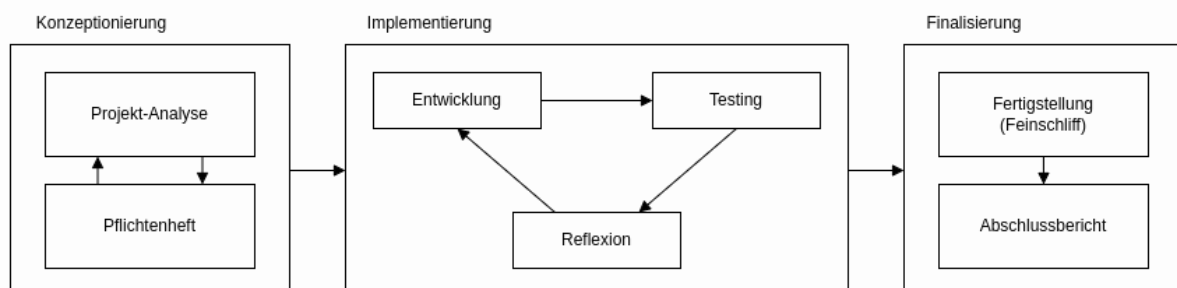 Konzeptionierung
Implementierung
Finalisierung
Projekt-Analyse
Pflichtenheft
Entwicklung
Testing
Reflexion
Fertigstellung
(Feinschliff)
Abschlussbericht